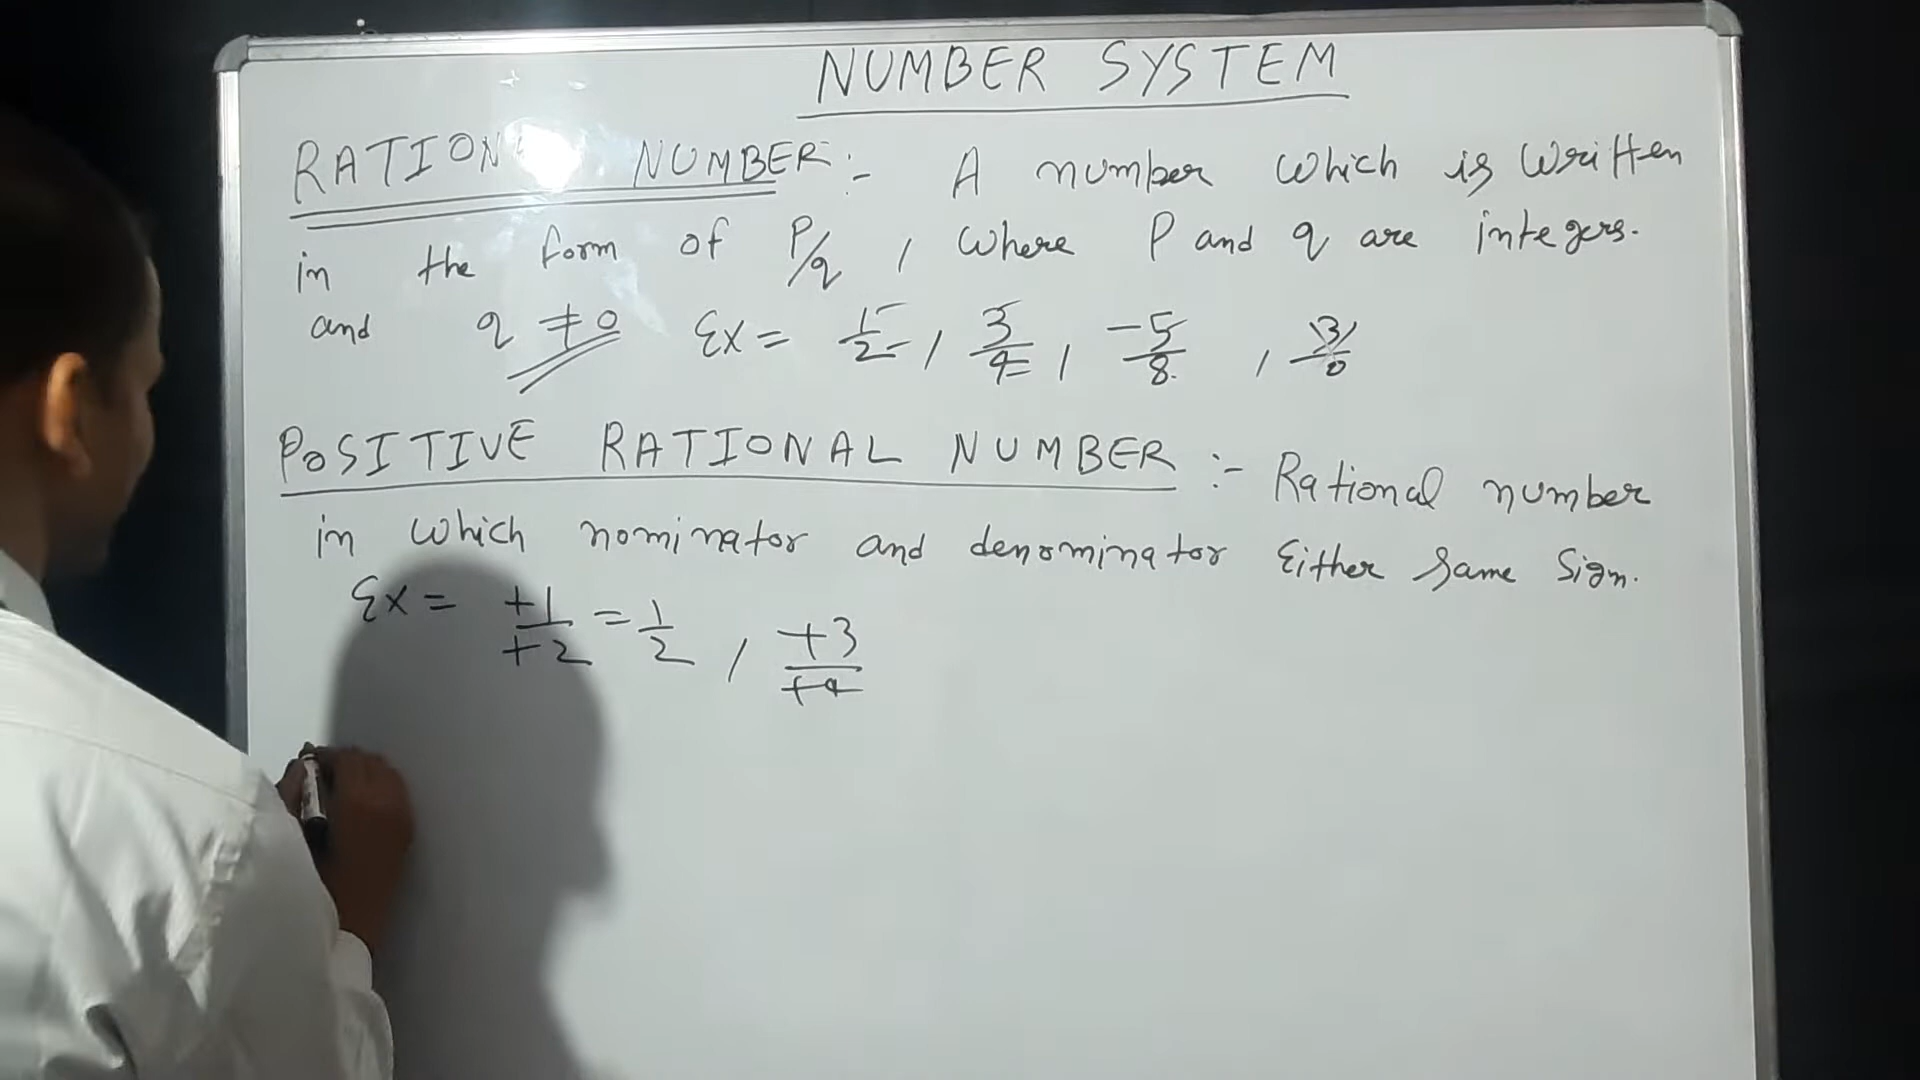 NUMBER SYSTEM
RATION NUMBER :- A number which is written
in the form of P/q , where P and q are integers.
and q ≠ 0 Ex = 1/2 , 3/4 , -5/8 , 3/0
POSITIVE RATIONAL NUMBER :- Rational number
in which nominator and denominator Either same sign.
Ex = +1/+2 = 1/2 , +3/+4